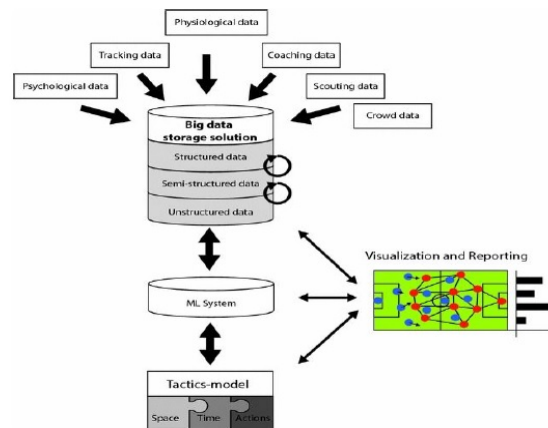 Physiological data
Tracking data
Coaching data
Psychological data
Scouting data
Crowd data
Big data
storage solution
Structured data
Semi-structured data
Unstructured data
Visualization and Reporting
ML System
Tactics-model
Space
Time
Actions